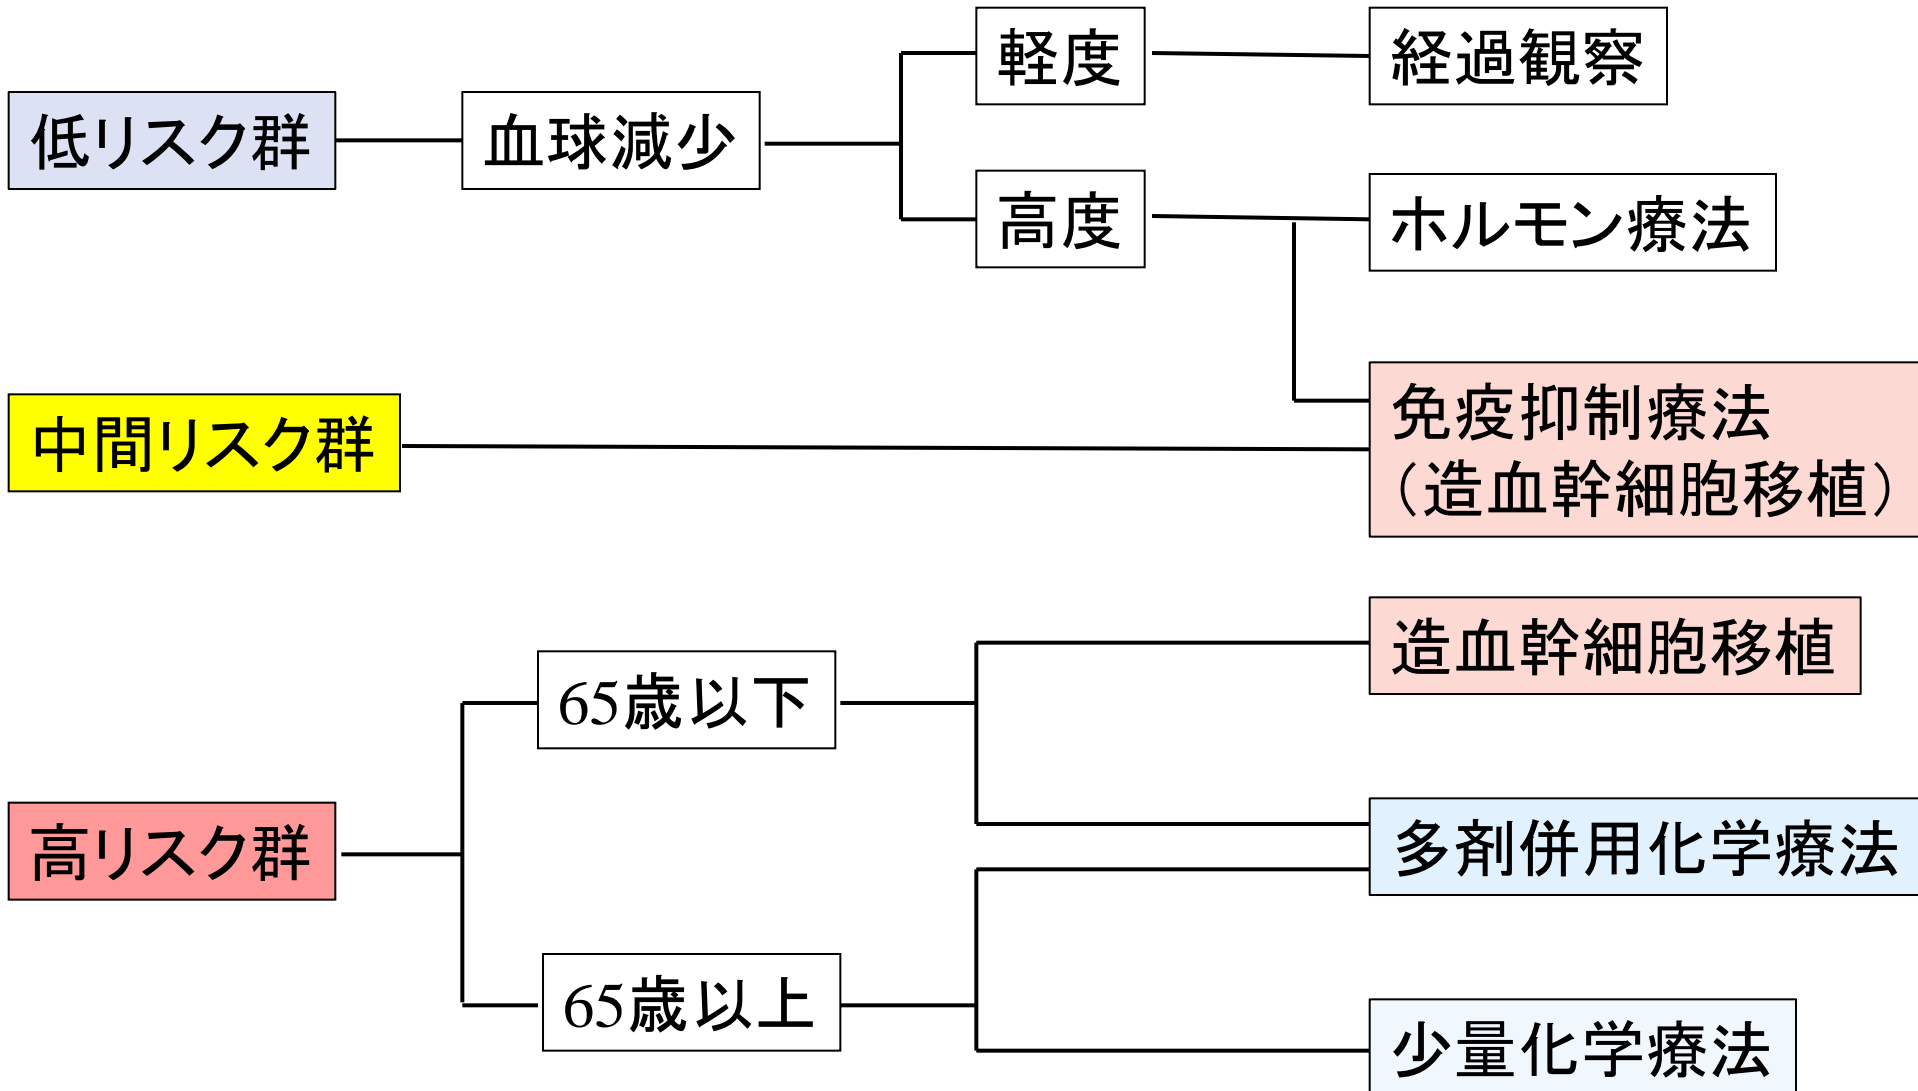 低リスク群
血球減少
軽度
経過観察
高度
ホルモン療法
中間リスク群
免疫抑制療法
（造血幹細胞移植）
高リスク群
65歳以下
造血幹細胞移植
多剤併用化学療法
65歳以上
少量化学療法